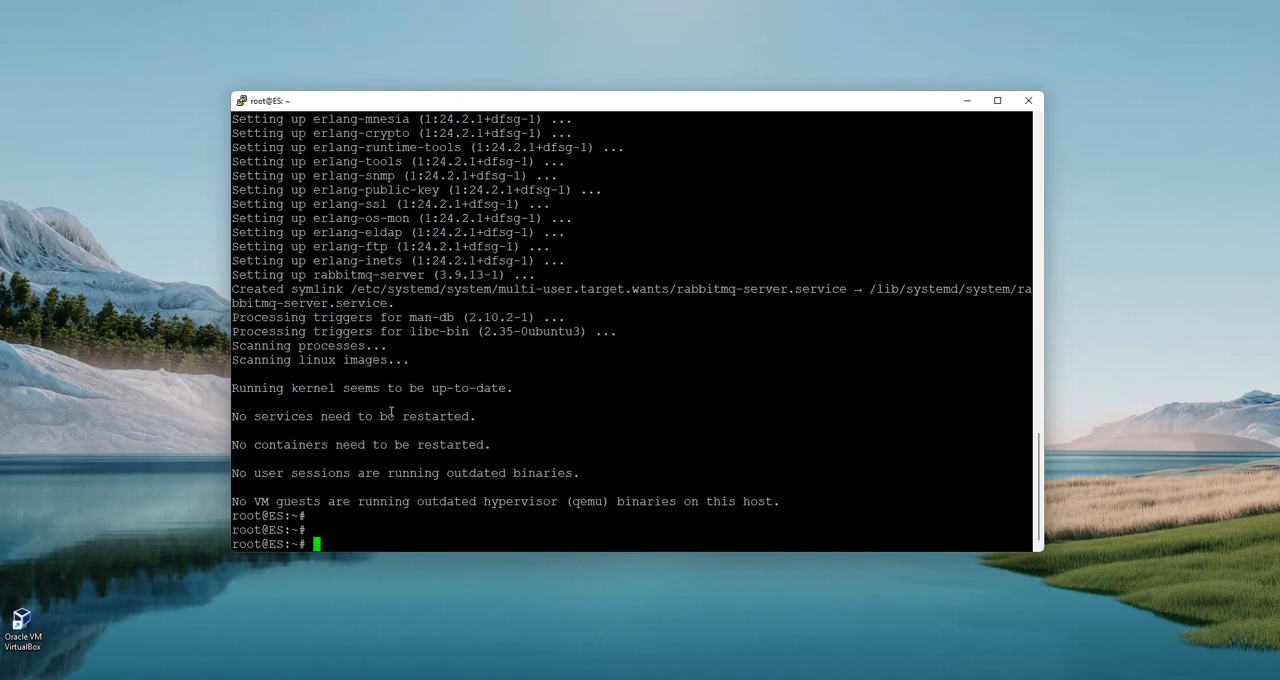 root@ES: ~
Setting up erlang-mnesia (1:24.2.1+dfsg-1) ...
Setting up erlang-crypto (1:24.2.1+dfsg-1) ...
Setting up erlang-runtime-tools (1:24.2.1+dfsg-1) ...
Setting up erlang-tools (1:24.2.1+dfsg-1) ...
Setting up erlang-snmp (1:24.2.1+dfsg-1) ...
Setting up erlang-public-key (1:24.2.1+dfsg-1) ...
Setting up erlang-ssl (1:24.2.1+dfsg-1) ...
Setting up erlang-os-mon (1:24.2.1+dfsg-1) ...
Setting up erlang-eldap (1:24.2.1+dfsg-1) ...
Setting up erlang-ftp (1:24.2.1+dfsg-1) ...
Setting up erlang-inets (1:24.2.1+dfsg-1) ...
Setting up rabbitmq-server (3.9.13-1) ...
Created symlink /etc/systemd/system/multi-user.target.wants/rabbitmq-server.service → /lib/systemd/system/ra
bbitmq-server.service.
Processing triggers for man-db (2.10.2-1) ...
Processing triggers for libc-bin (2.35-0ubuntu3) ...
Scanning processes...
Scanning linux images...
Running kernel seems to be up-to-date.
No services need to be restarted.
No containers need to be restarted.
No user sessions are running outdated binaries.
No VM guests are running outdated hypervisor (qemu) binaries on this host.
root@ES:~#
root@ES:~#
root@ES:~#
Oracle VM
VirtualBox